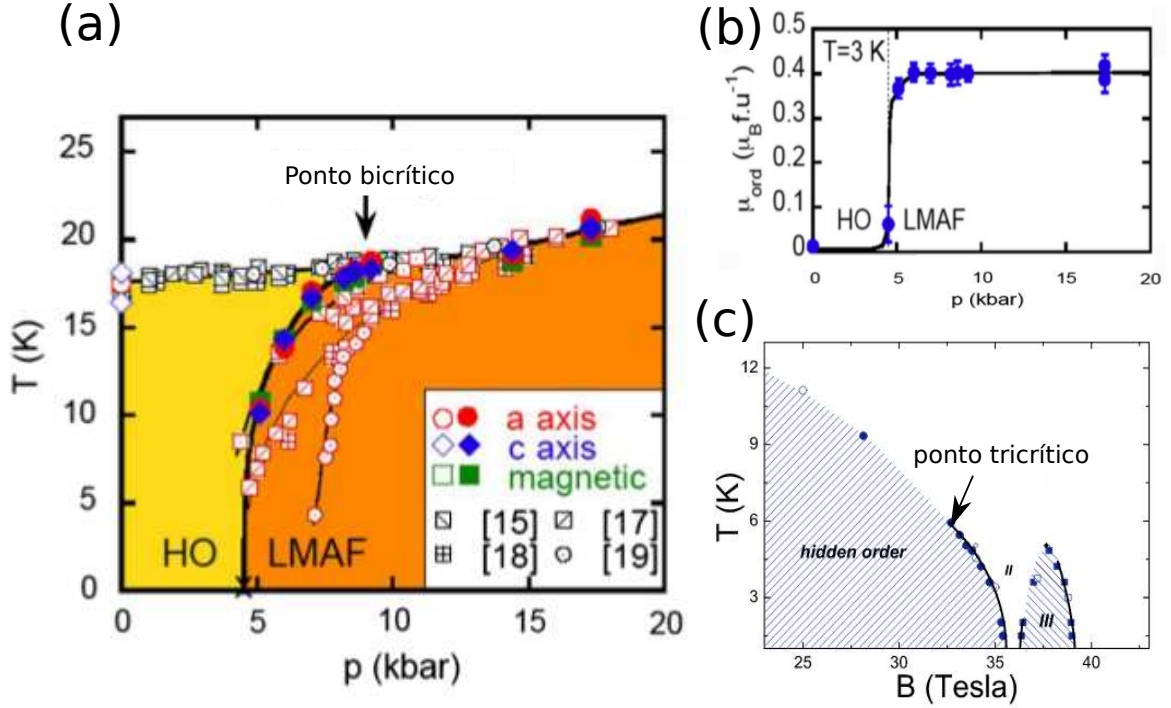 (a)
25
20
15
10
5
0
T (K)
Ponto bicrítico
HO
LMAF
a axis
c axis
magnetic
[15]
[17]
[18]
[19]
0
5
10
15
20
p (kbar)
(b)
0.5
0.4
0.3
0.2
0.1
0
μord (μB f.u⁻¹)
T=3 K
HO
LMAF
0
5
10
15
20
p (kbar)
(c)
12
9
6
3
T (K)
ponto tricrítico
hidden order
II
III
25
30
35
40
B (Tesla)